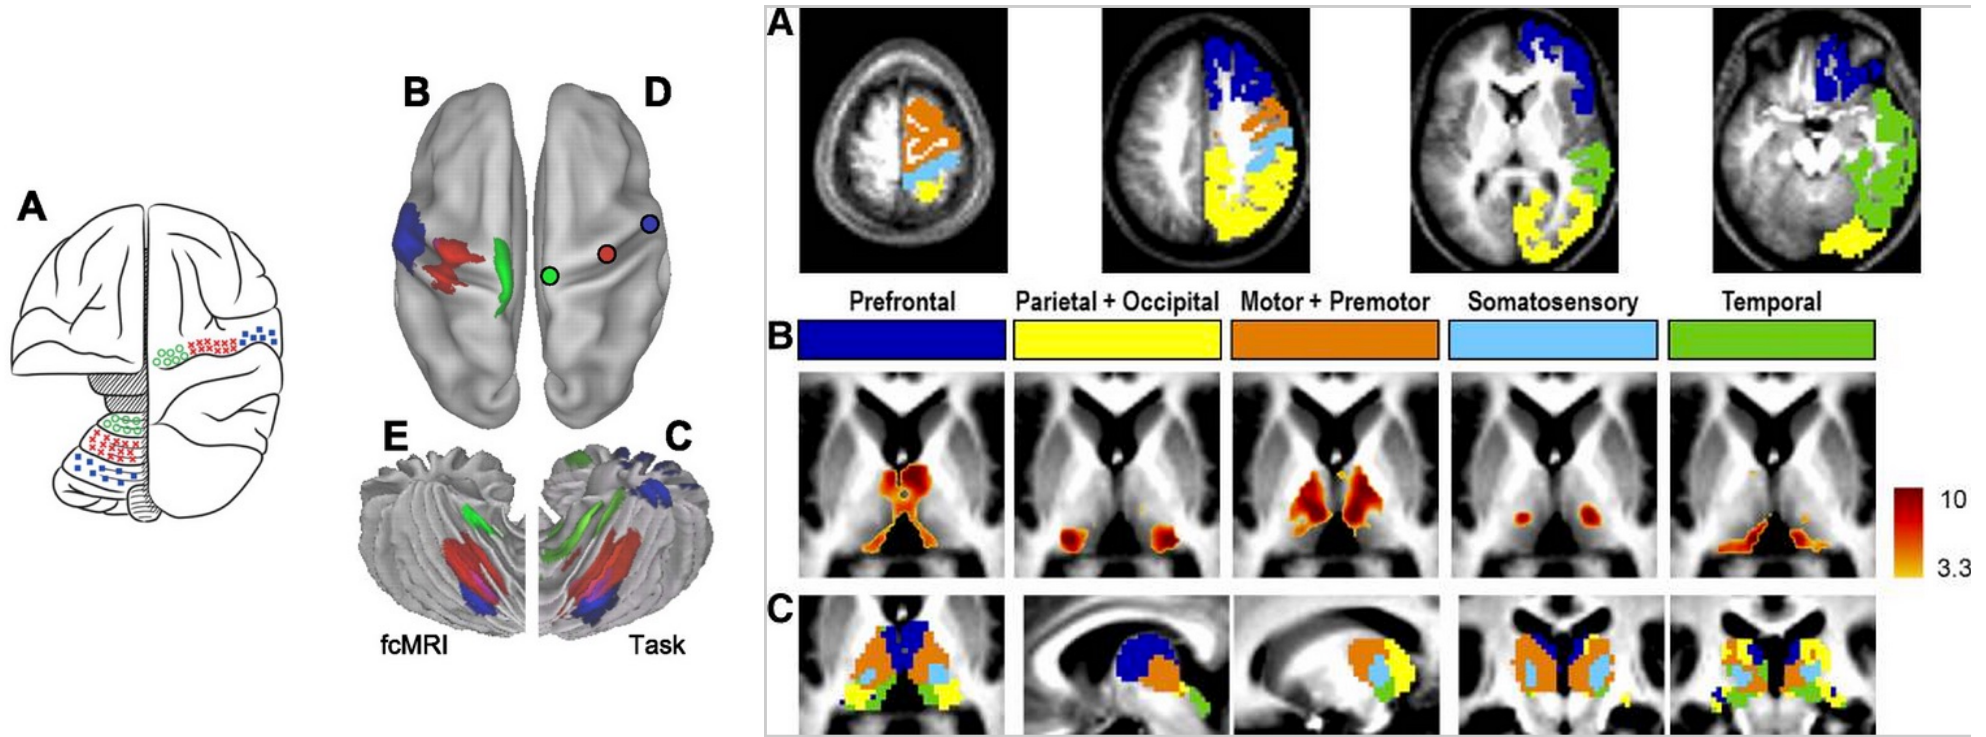 A
B
D
E
C
fcMRI
Task
A
Prefrontal
Parietal + Occipital
Motor + Premotor
Somatosensory
Temporal
B
10
3.3
C